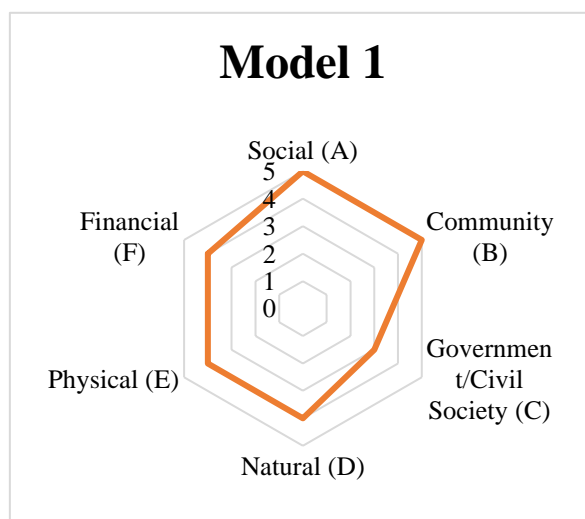 Model 1
Social (A)
5
4
3
2
1
0
Community
(B)
Governmen
t/Civil
Society (C)
Natural (D)
Physical (E)
Financial
(F)